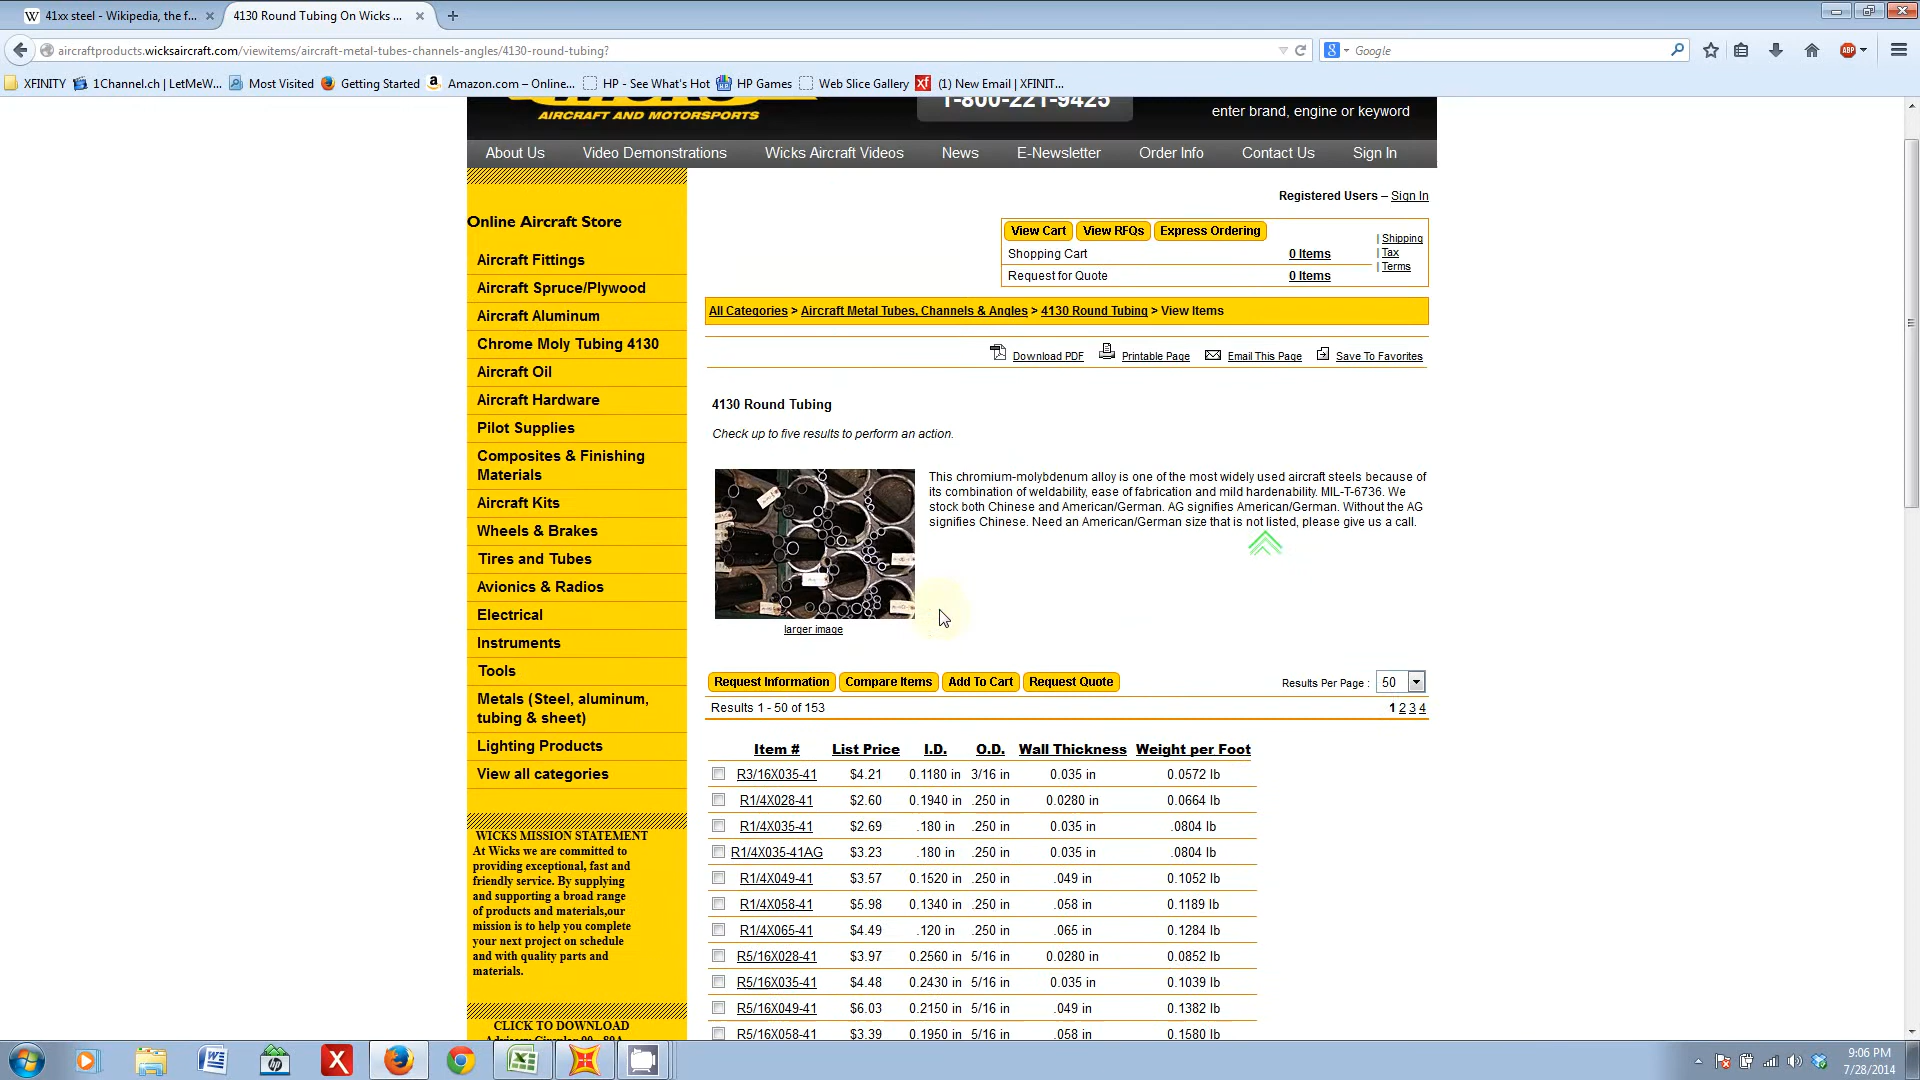 41xx steel - Wikipedia, the f...
4130 Round Tubing On Wicks ...
aircraftproducts.wicksaircraft.com/viewitems/aircraft-metal-tubes-channels-angles/4130-round-tubing?
Google
XFINITY
1Channel.ch | LetMeW...
Most Visited
Getting Started
Amazon.com – Online...
HP - See What's Hot
HP Games
Web Slice Gallery
(1) New Email | XFINIT...
WICKS
AIRCRAFT AND MOTORSPORTS
1-800-221-9425
enter brand, engine or keyword
About Us
Video Demonstrations
Wicks Aircraft Videos
News
E-Newsletter
Order Info
Contact Us
Sign In
Registered Users – Sign In
Online Aircraft Store
View Cart
View RFQs
Express Ordering
Shopping Cart 0 Items
Request for Quote 0 Items
| Shipping
| Tax
| Terms
Aircraft Fittings
Aircraft Spruce/Plywood
Aircraft Aluminum
Chrome Moly Tubing 4130
Aircraft Oil
Aircraft Hardware
Pilot Supplies
Composites & Finishing
Materials
Aircraft Kits
Wheels & Brakes
Tires and Tubes
Avionics & Radios
Electrical
Instruments
Tools
Metals (Steel, aluminum,
tubing & sheet)
Lighting Products
View all categories
WICKS MISSION STATEMENT
At Wicks we are committed to
providing exceptional, fast and
friendly service. By supplying
and supporting a broad range
of products and materials,our
mission is to help you complete
your next project on schedule
and with quality parts and
materials.
CLICK TO DOWNLOAD
All Categories > Aircraft Metal Tubes, Channels & Angles > 4130 Round Tubing > View Items
Download PDF
Printable Page
Email This Page
Save To Favorites
4130 Round Tubing
Check up to five results to perform an action.
This chromium-molybdenum alloy is one of the most widely used aircraft steels because of
its combination of weldability, ease of fabrication and mild hardenability. MIL-T-6736. We
stock both Chinese and American/German. AG signifies American/German. Without the AG
signifies Chinese. Need an American/German size that is not listed, please give us a call.
larger image
Request Information
Compare Items
Add To Cart
Request Quote
Results Per Page : 50
Results 1 - 50 of 153
1 2 3 4
Item # List Price I.D. O.D. Wall Thickness Weight per Foot
R3/16X035-41 $4.21 0.1180 in 3/16 in 0.035 in 0.0572 lb
R1/4X028-41 $2.60 0.1940 in .250 in 0.0280 in 0.0664 lb
R1/4X035-41 $2.69 .180 in .250 in 0.035 in .0804 lb
R1/4X035-41AG $3.23 .180 in .250 in 0.035 in .0804 lb
R1/4X049-41 $3.57 0.1520 in .250 in .049 in 0.1052 lb
R1/4X058-41 $5.98 0.1340 in .250 in .058 in 0.1189 lb
R1/4X065-41 $4.49 .120 in .250 in .065 in 0.1284 lb
R5/16X028-41 $3.97 0.2560 in 5/16 in 0.0280 in 0.0852 lb
R5/16X035-41 $4.48 0.2430 in 5/16 in 0.035 in 0.1039 lb
R5/16X049-41 $6.03 0.2150 in 5/16 in .049 in 0.1382 lb
R5/16X058-41 $3.39 0.1950 in 5/16 in .058 in 0.1580 lb
9:06 PM
7/28/2014